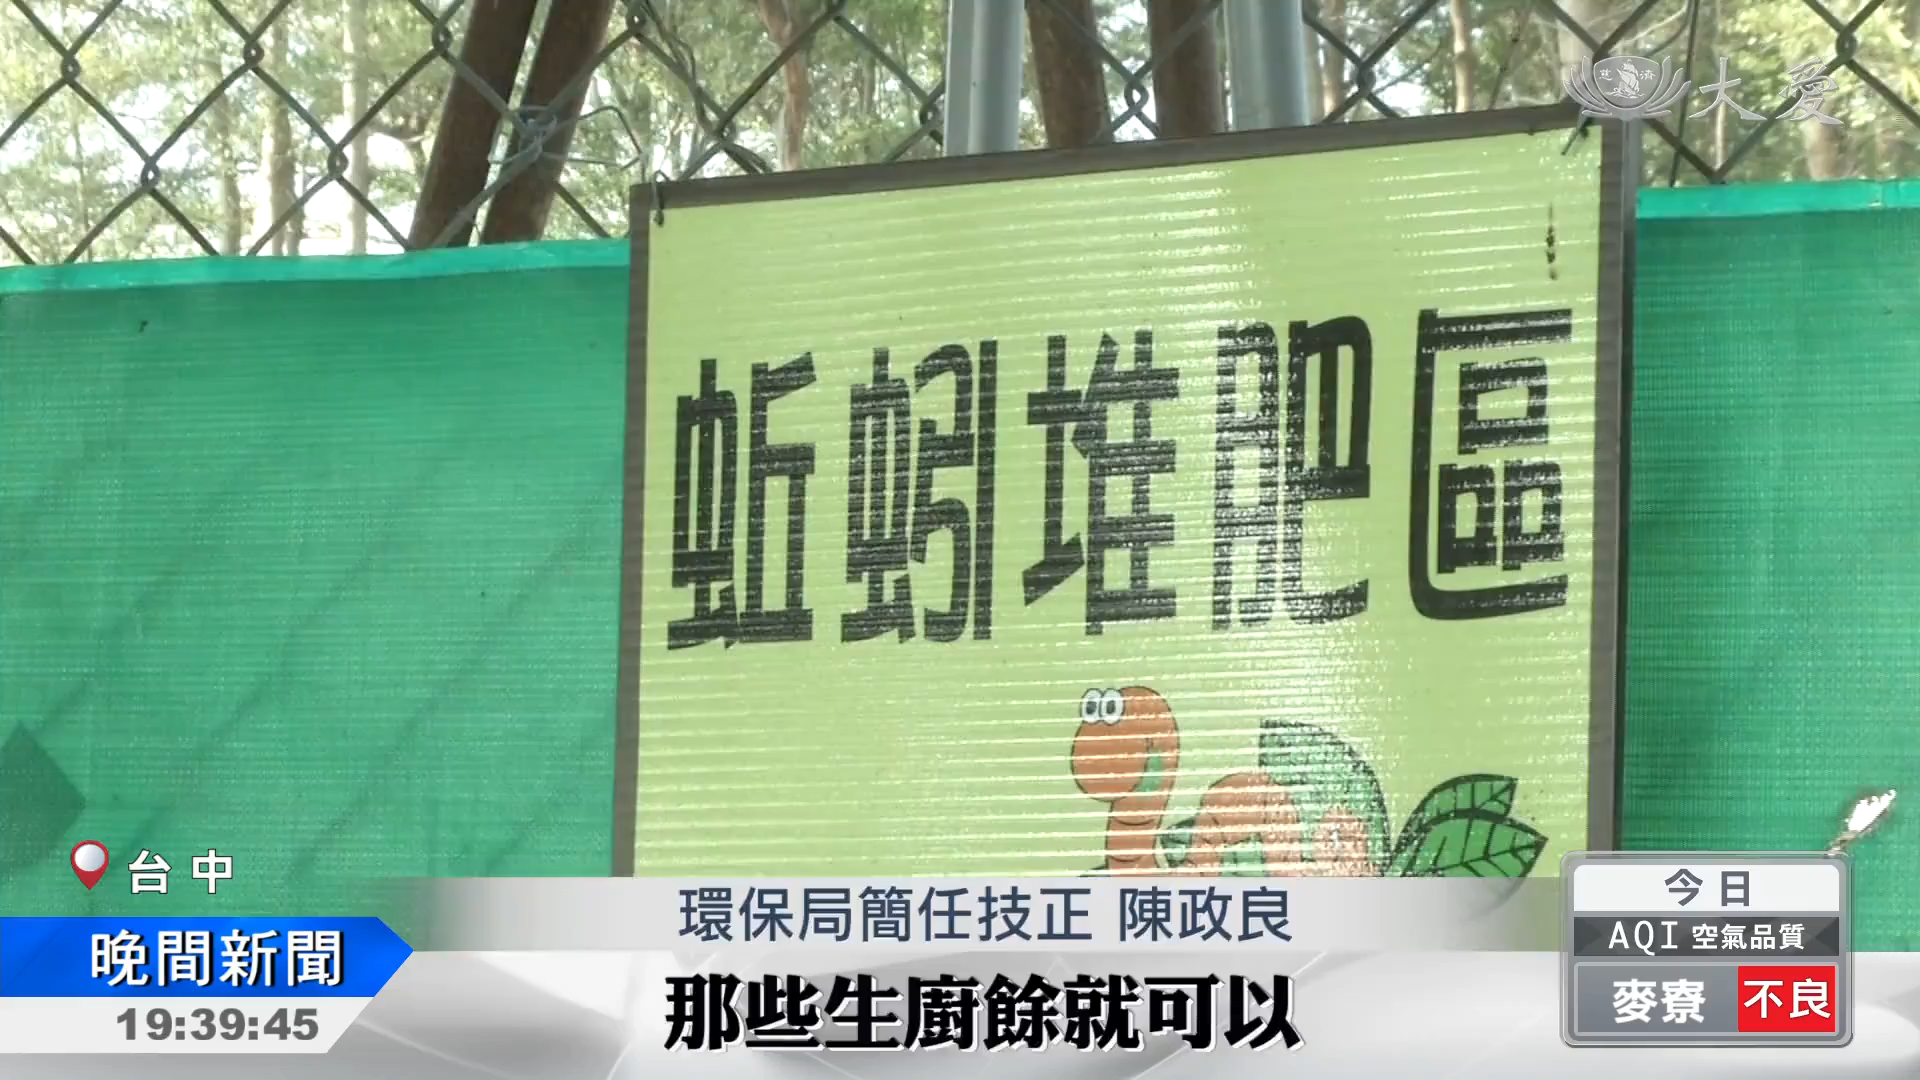 慈濟 大愛
蚯蚓堆肥區
台中
環保局簡任技正 陳政良
晚間新聞
那些生廚餘就可以
19:39:45
今日
AQI 空氣品質
麥寮 不良